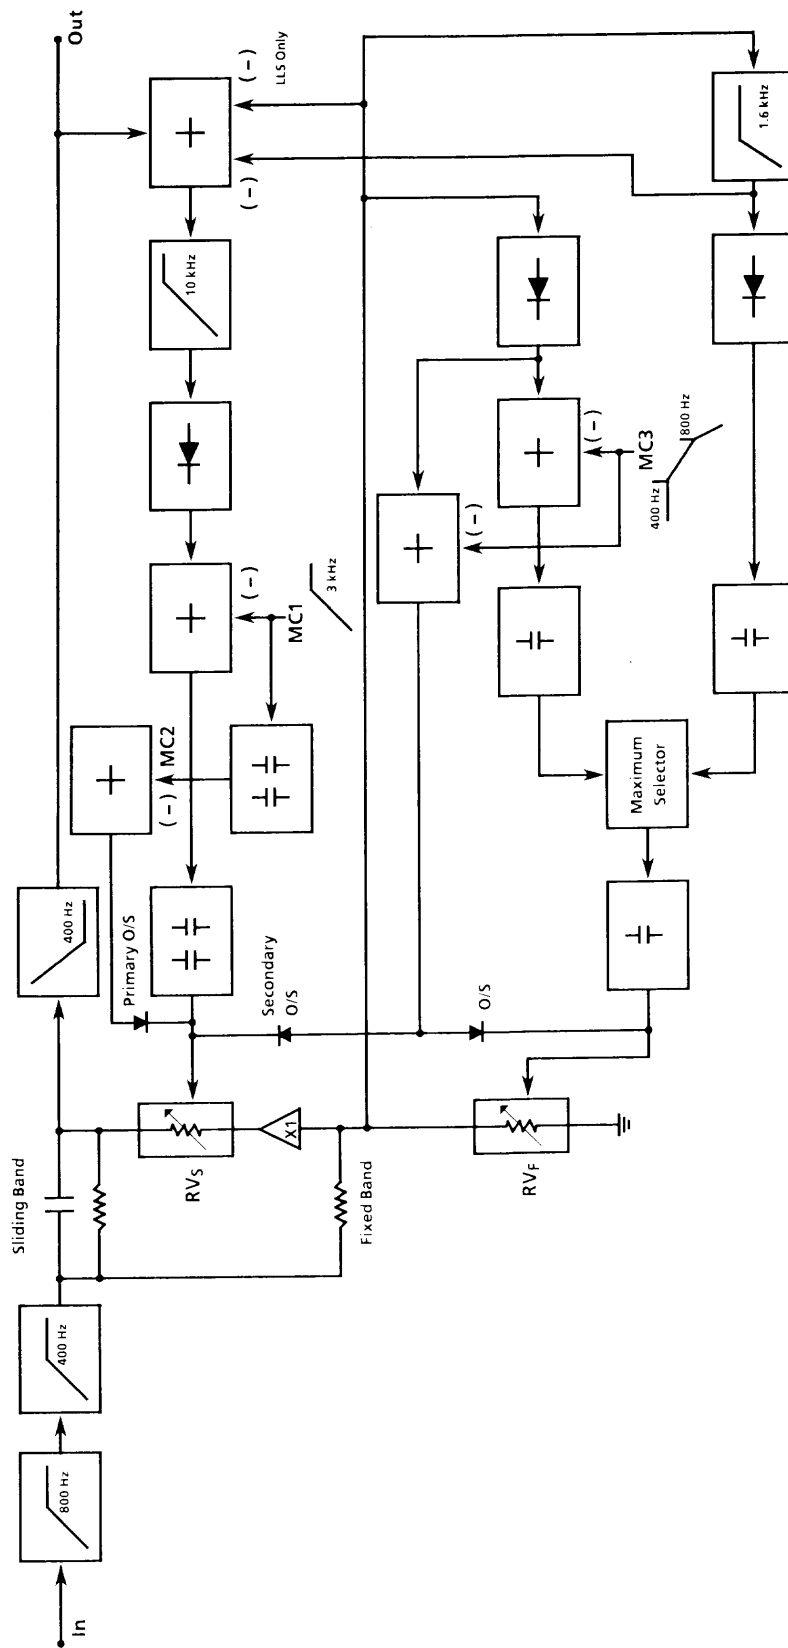 In
800 Hz
400 Hz
Sliding Band
400 Hz
Out
RVS
X1
Fixed Band
Primary O/S
Secondary
O/S
MC2
(-)
MC1
3 kHz
(-)
10 kHz
(-)
(-)
LLS Only
RVF
O/S
Maximum
Selector
(-)
(-)
MC3
400 Hz
800 Hz
1.6 kHz